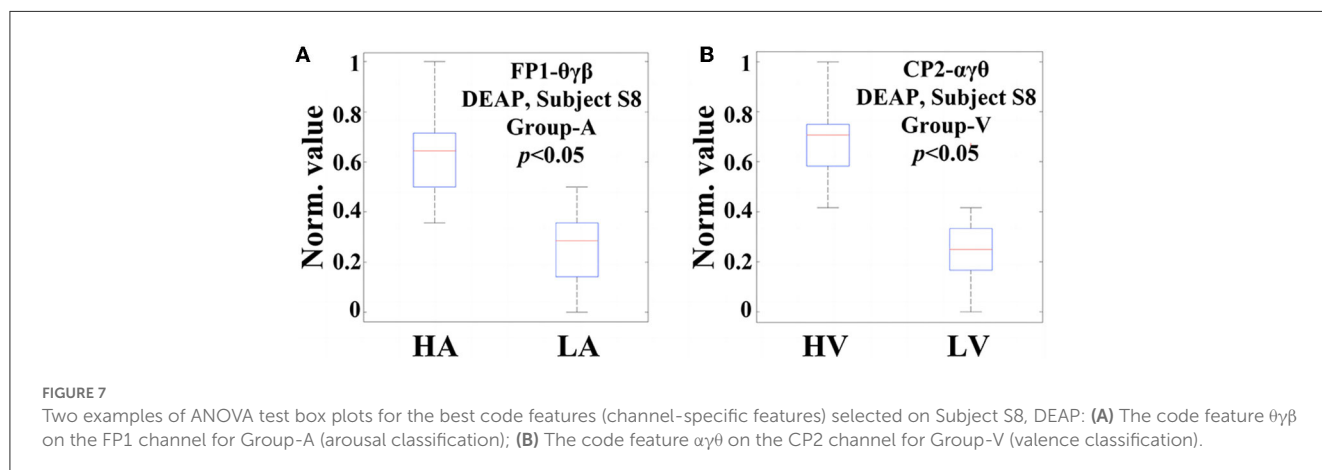 A
Norm. value
1
0.8
0.6
0.4
0.2
0
FP1-θγβ
DEAP, Subject S8
Group-A
p<0.05
HA LA
B
Norm. value
1
0.8
0.6
0.4
0.2
0
CP2-αγθ
DEAP, Subject S8
Group-V
p<0.05
HV LV
FIGURE 7
Two examples of ANOVA test box plots for the best code features (channel-specific features) selected on Subject S8, DEAP: (A) The code feature θγβ
on the FP1 channel for Group-A (arousal classification); (B) The code feature αγθ on the CP2 channel for Group-V (valence classification).